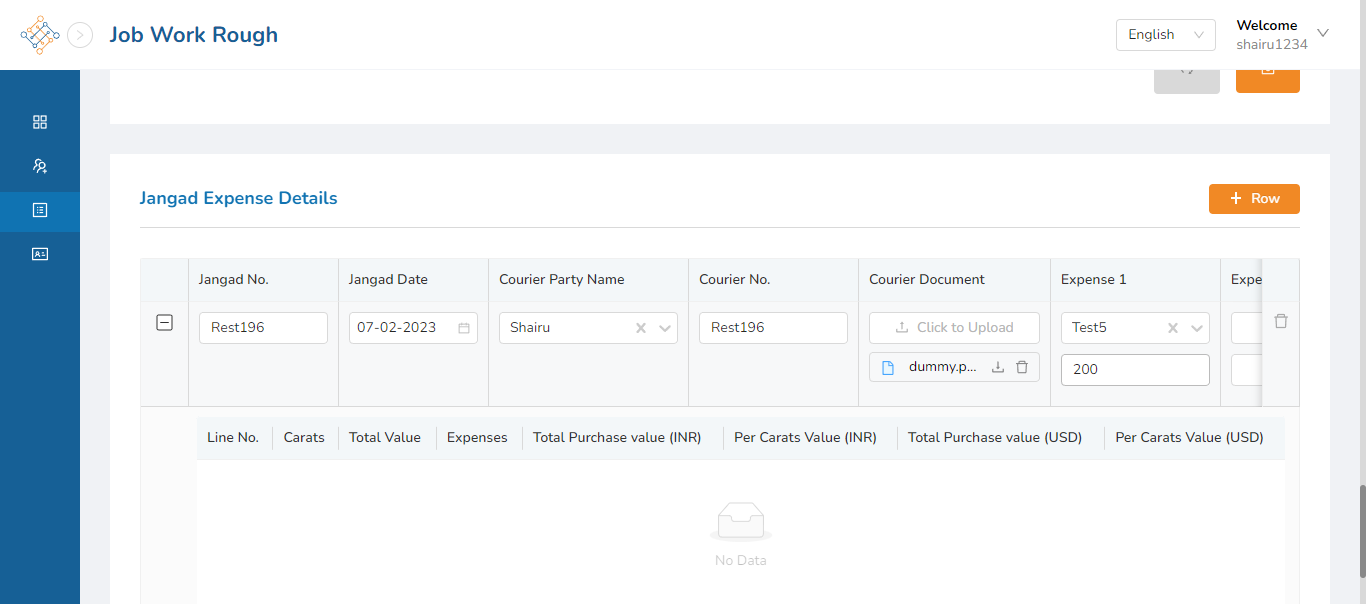 Job Work Rough
English
Welcome
shairu1234
Jangad Expense Details
Row
Jangad No.
Jangad Date
Courier Party Name
Courier No.
Courier Document
Expense 1
Expe
Rest196
07-02-2023
Shairu
Rest196
Click to Upload
Test5
dummy.p...
200
Line No.
Carats
Total Value
Expenses
Total Purchase value (INR)
Per Carats Value (INR)
Total Purchase value (USD)
Per Carats Value (USD)
No Data